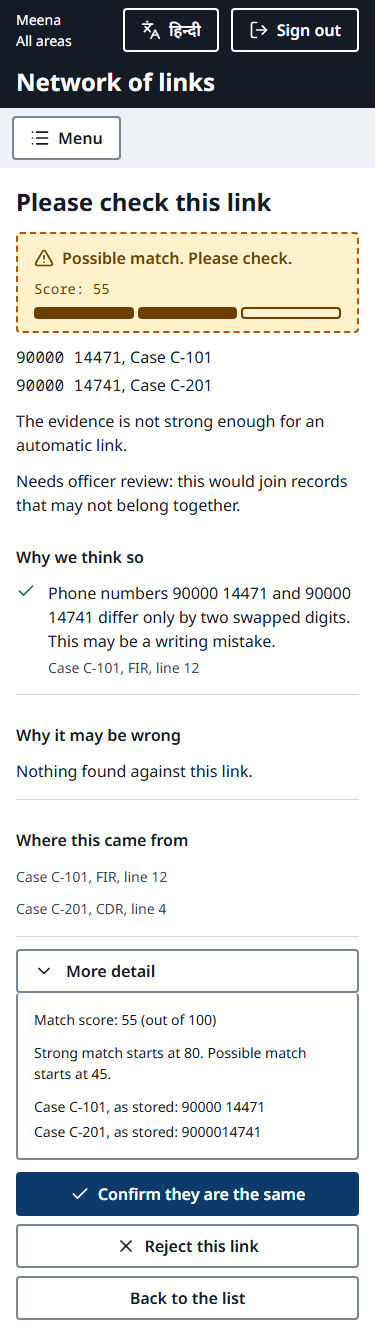 Meena
All areas
हिन्दी
Sign out
Network of links
Menu
Please check this link
Possible match. Please check.
Score: 55
90000 14471, Case C-101
90000 14741, Case C-201
The evidence is not strong enough for an
automatic link.
Needs officer review: this would join records
that may not belong together.
Why we think so
Phone numbers 90000 14471 and 90000
14741 differ only by two swapped digits.
This may be a writing mistake.
Case C-101, FIR, line 12
Why it may be wrong
Nothing found against this link.
Where this came from
Case C-101, FIR, line 12
Case C-201, CDR, line 4
More detail
Match score: 55 (out of 100)
Strong match starts at 80. Possible match
starts at 45.
Case C-101, as stored: 90000 14471
Case C-201, as stored: 9000014741
Confirm they are the same
Reject this link
Back to the list